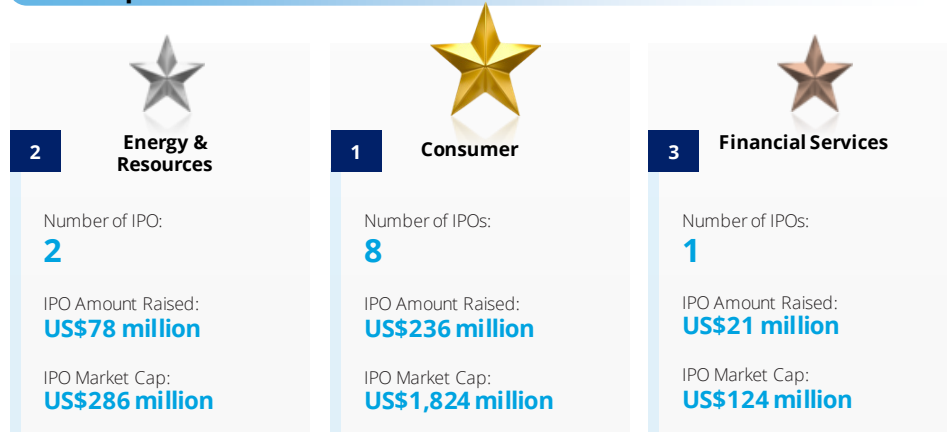 2
Energy &
Resources
Number of IPO:
2
IPO Amount Raised:
US$78 million
IPO Market Cap:
US$286 million
1
Consumer
Number of IPOs:
8
IPO Amount Raised:
US$236 million
IPO Market Cap:
US$1,824 million
3
Financial Services
Number of IPOs:
1
IPO Amount Raised:
US$21 million
IPO Market Cap:
US$124 million